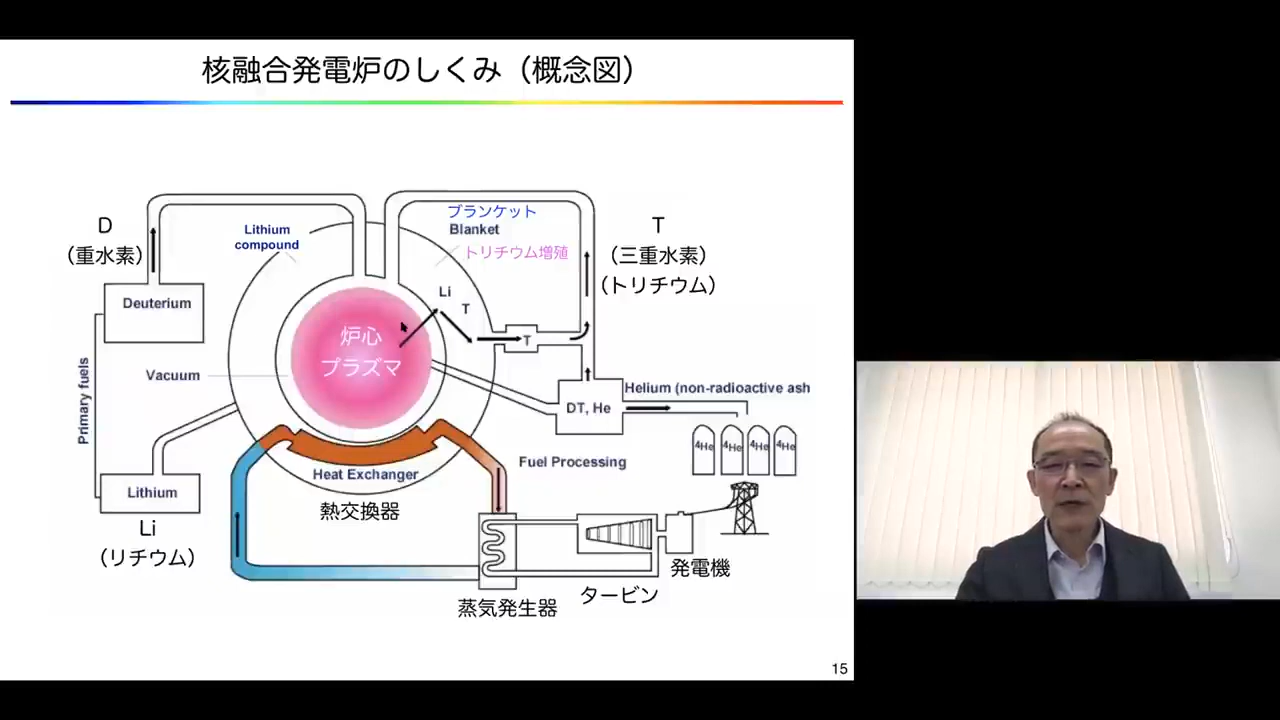 核融合発電炉のしくみ（概念図）
D
（重水素）
Deuterium
Primary fuels
Vacuum
Lithium
Li
（リチウム）
Lithium
compound
ブランケット
Blanket
トリチウム増殖
Li
T
炉心
プラズマ
T
T
（三重水素）
（トリチウム）
DT, He
Helium (non-radioactive ash
4He
4He
4He
4He
Fuel Processing
Heat Exchanger
熱交換器
蒸気発生器
タービン
発電機
15